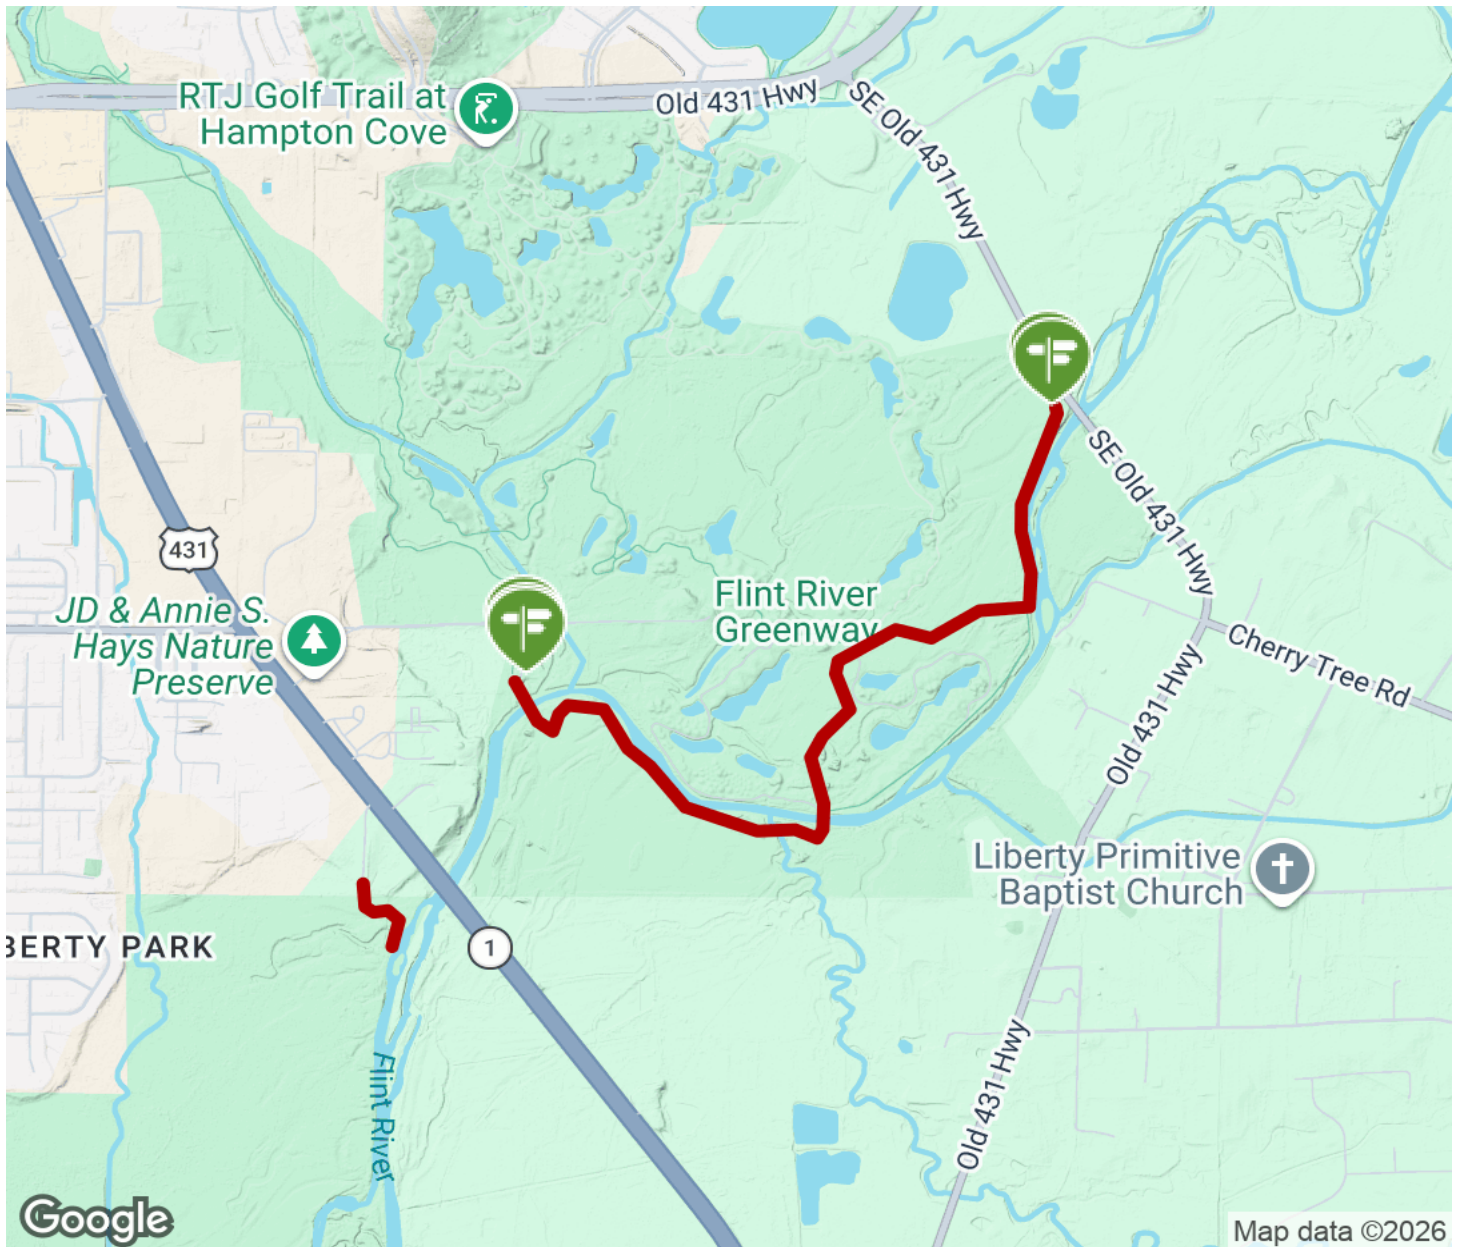 RTJ Golf Trail at
Hampton Cove
Old 431 Hwy
SE Old 431 Hwy
431
JD & Annie S.
Hays Nature
Preserve
Flint River
Greenway
SE Old 431 Hwy
Cherry Tree Rd
Old 431 Hwy
Liberty Primitive
Baptist Church
BERTY PARK
1
Flint River
Old 431 Hwy
Google
Map data ©2026